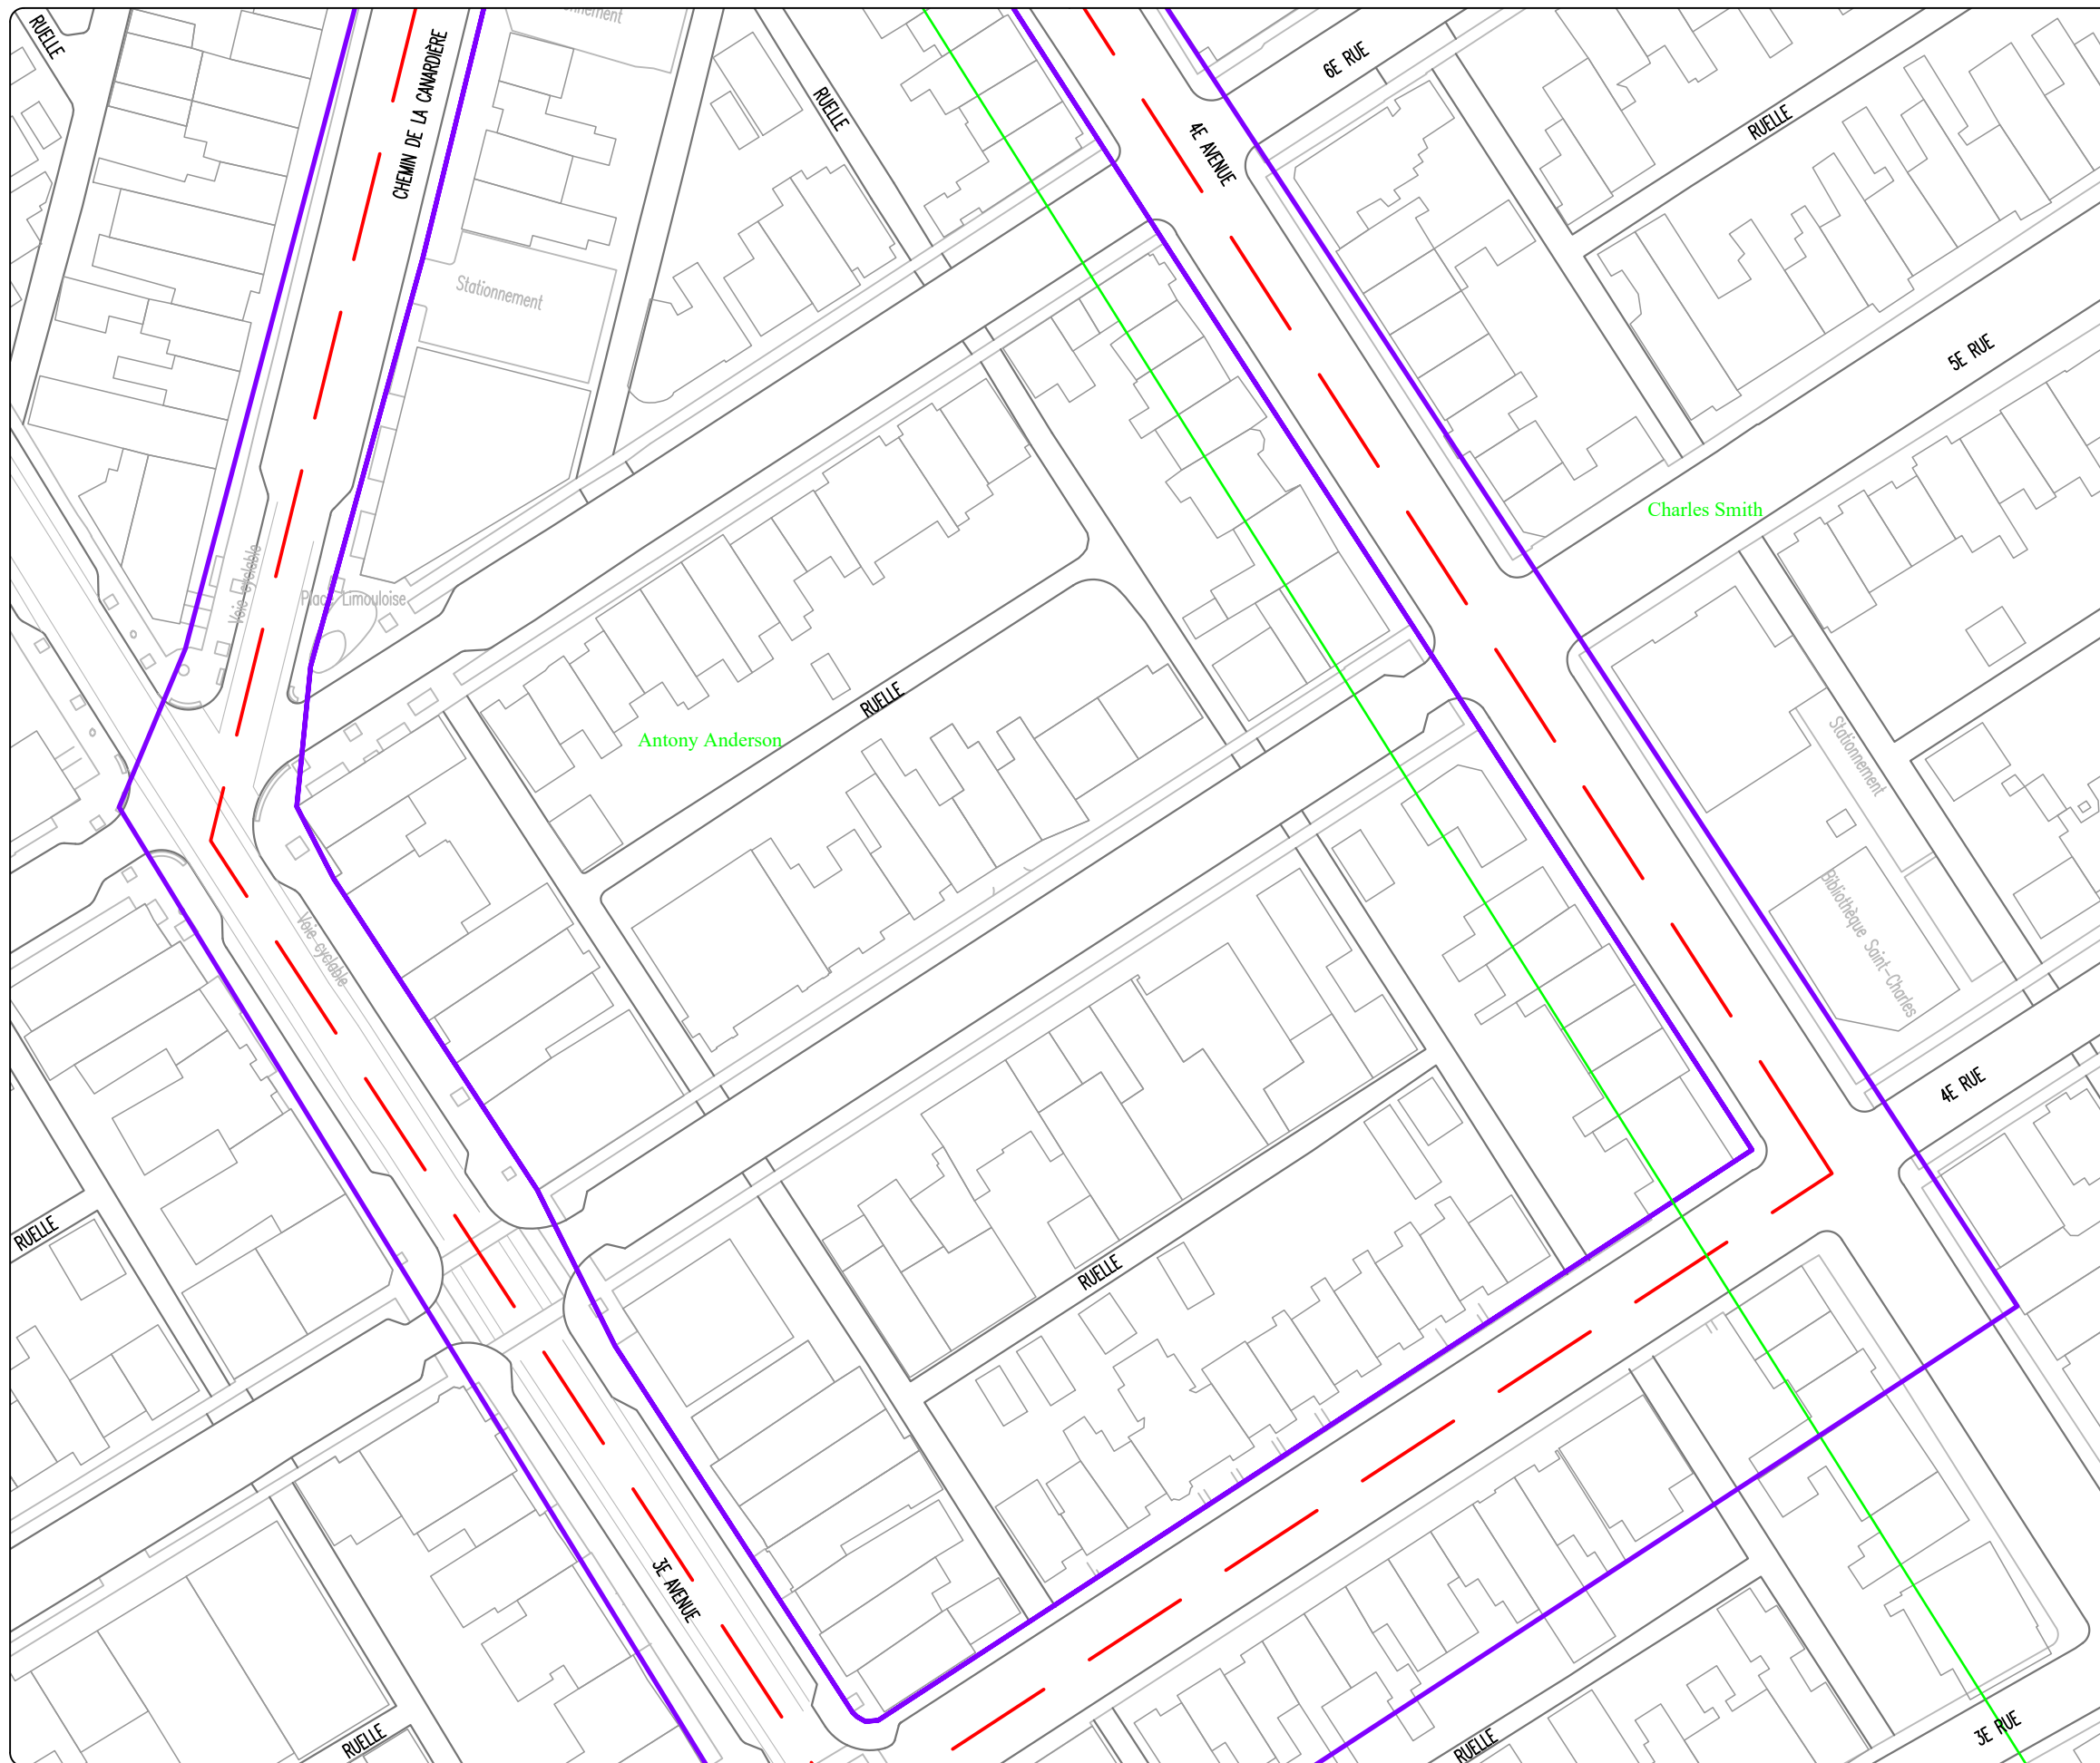 nnement
RUELLE
CHEMIN DE LA CANARDIÈRE
6E RUE
RUELLE
RUELLE
4E AVENUE
Stationnement
5E RUE
Charles Smith
Voie cyclable
Place Limouloise
RUELLE
Antony Anderson
Stationnement
Voie cyclable
Bibliothèque Saint-Charles
4E RUE
RUELLE
RUELLE
3E AVENUE
RUELLE
RUELLE
3E RUE